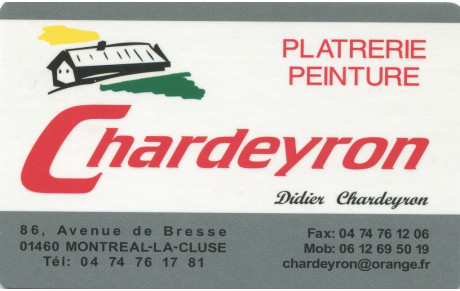 PLATRERIE
PEINTURE
Chardeyron
Didier Chardeyron
86, Avenue de Bresse
01460 MONTREAL-LA-CLUSE
Tél: 04 74 76 17 81
Fax: 04 74 76 12 06
Mob: 06 12 69 50 19
chardeyron@orange.fr